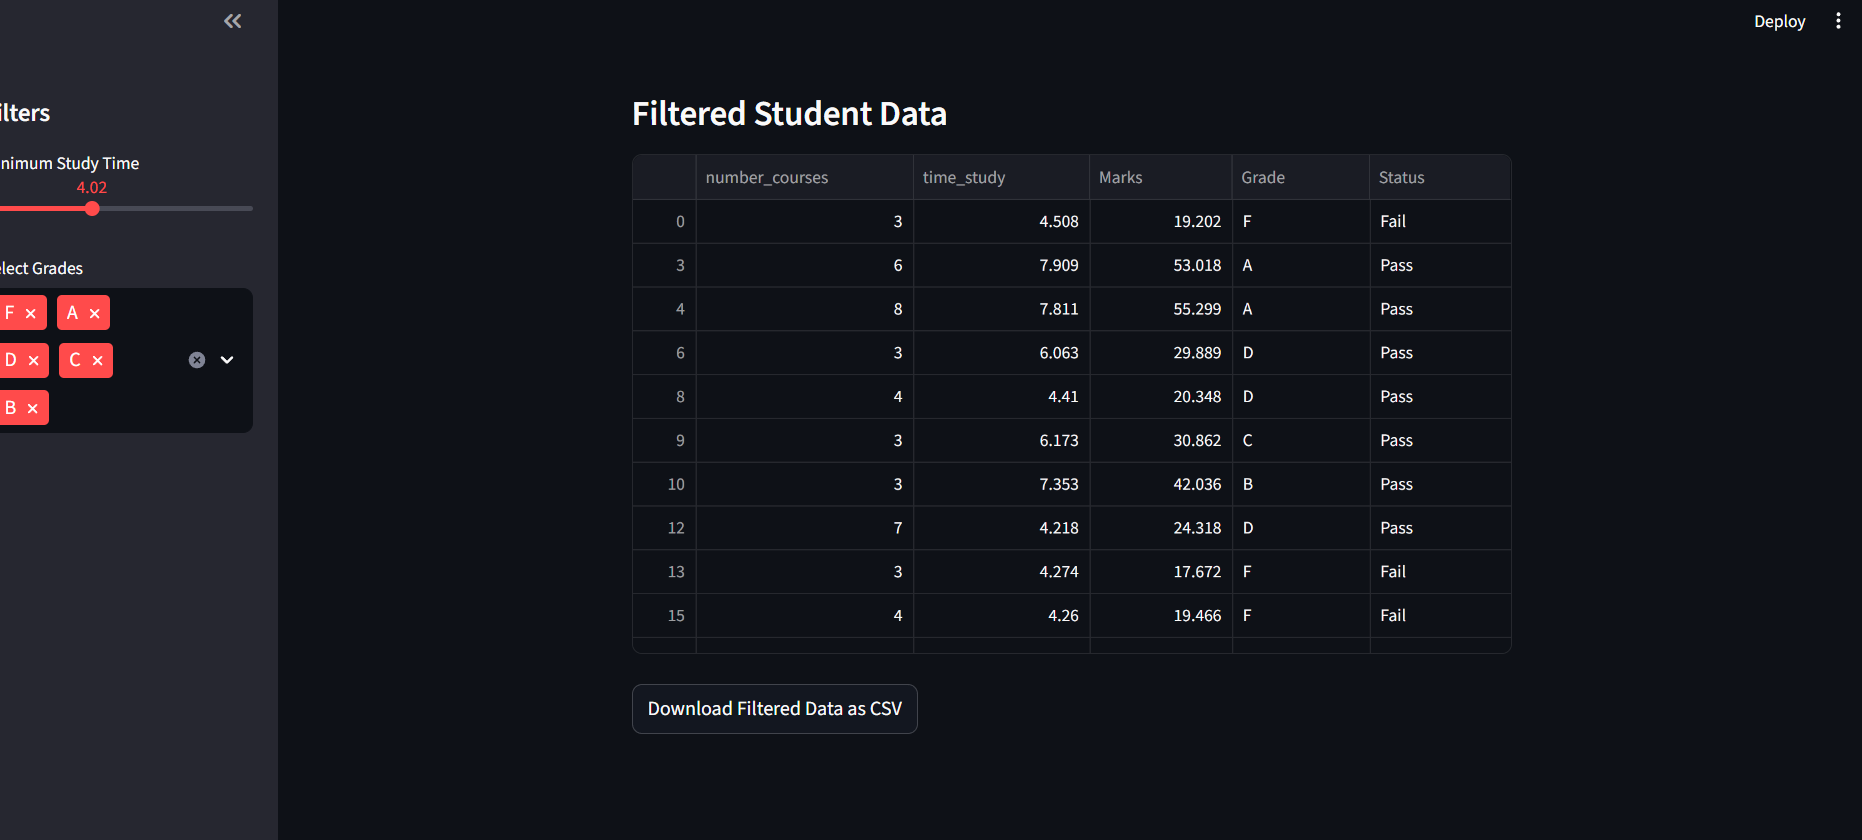 Deploy
ilters
nimum Study Time
4.02
lect Grades
F × A ×
D × C ×
B ×
Filtered Student Data
number_courses time_study Marks Grade Status
0 3 4.508 19.202 F Fail
3 6 7.909 53.018 A Pass
4 8 7.811 55.299 A Pass
6 3 6.063 29.889 D Pass
8 4 4.41 20.348 D Pass
9 3 6.173 30.862 C Pass
10 3 7.353 42.036 B Pass
12 7 4.218 24.318 D Pass
13 3 4.274 17.672 F Fail
15 4 4.26 19.466 F Fail
Download Filtered Data as CSV